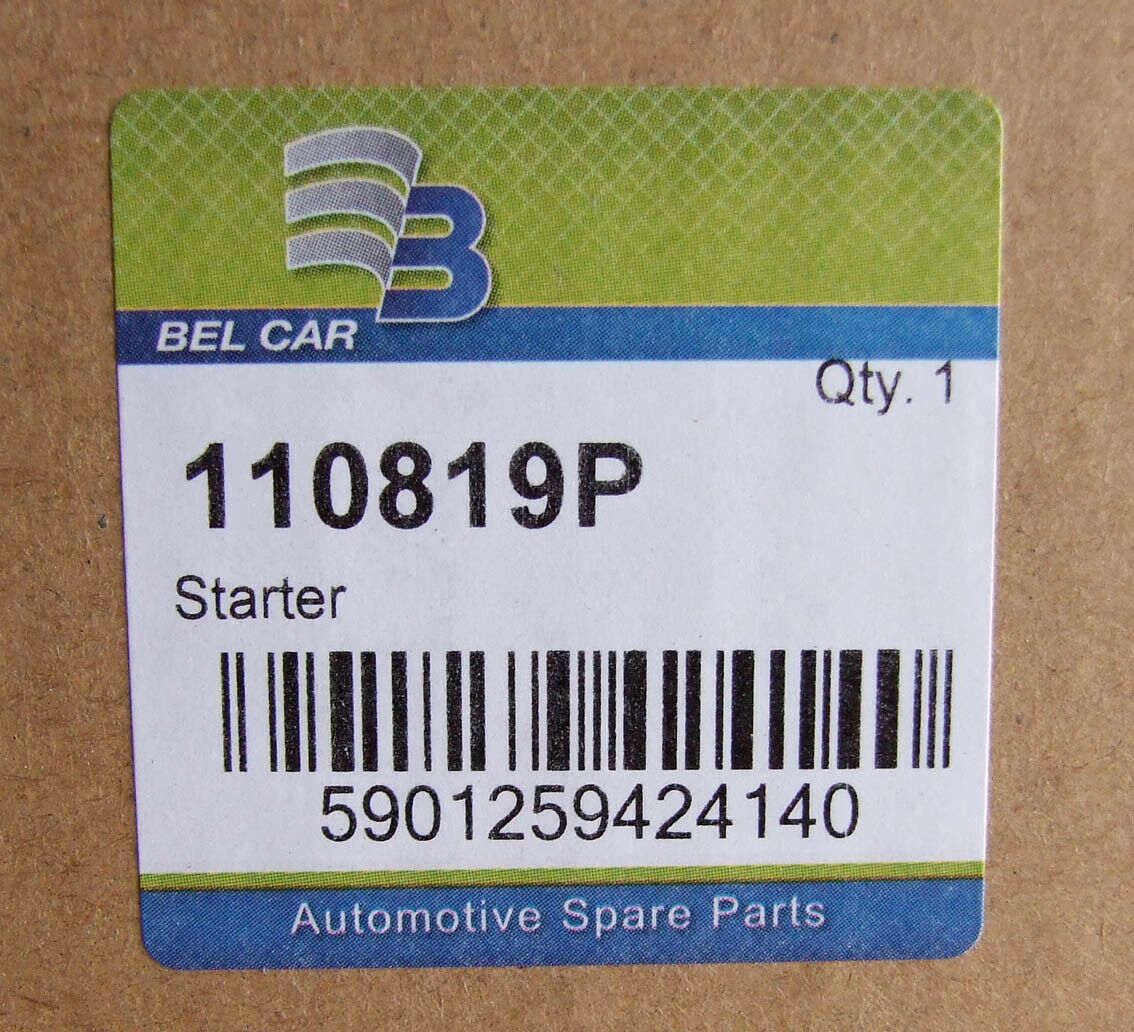 B
BEL CAR
Qty. 1
110819P
Starter
5901259424140
Automotive Spare Parts